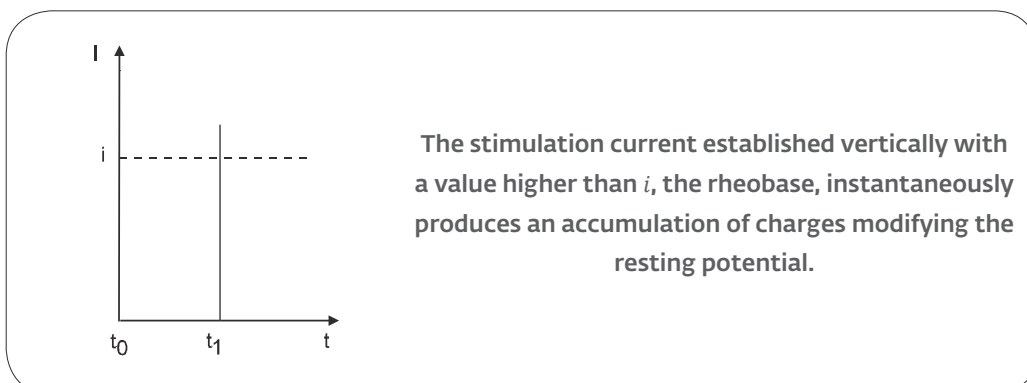 I
i
t0
t1
t
The stimulation current established vertically with
a value higher than i, the rheobase, instantaneously
produces an accumulation of charges modifying the
resting potential.